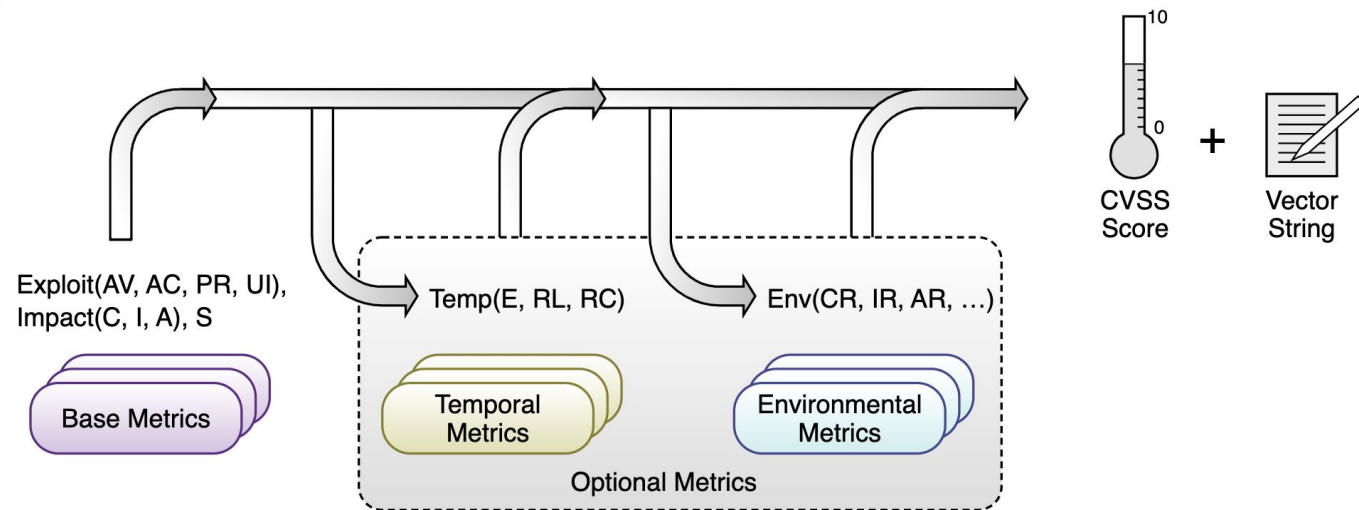 10
0
+
CVSS
Score
Vector
String
Exploit(AV, AC, PR, UI),
Impact(C, I, A), S
Temp(E, RL, RC)
Env(CR, IR, AR, …)
Base Metrics
Temporal
Metrics
Environmental
Metrics
Optional Metrics